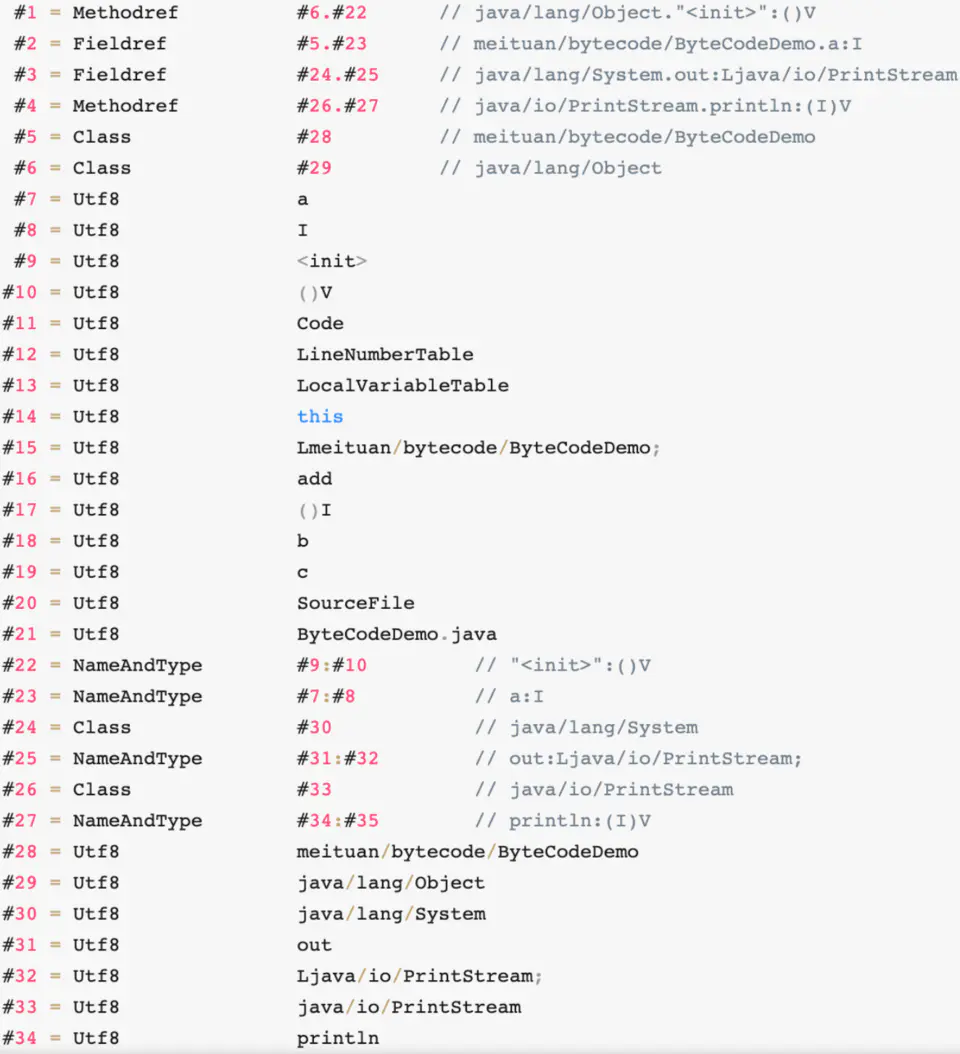 #1 = Methodref #6.#22 // java/lang/Object."<init>":()V
#2 = Fieldref #5.#23 // meituan/bytecode/ByteCodeDemo.a:I
#3 = Fieldref #24.#25 // java/lang/System.out:Ljava/io/PrintStream
#4 = Methodref #26.#27 // java/io/PrintStream.println:(I)V
#5 = Class #28 // meituan/bytecode/ByteCodeDemo
#6 = Class #29 // java/lang/Object
#7 = Utf8 a
#8 = Utf8 I
#9 = Utf8 <init>
#10 = Utf8 ()V
#11 = Utf8 Code
#12 = Utf8 LineNumberTable
#13 = Utf8 LocalVariableTable
#14 = Utf8 this
#15 = Utf8 Lmeituan/bytecode/ByteCodeDemo;
#16 = Utf8 add
#17 = Utf8 ()I
#18 = Utf8 b
#19 = Utf8 c
#20 = Utf8 SourceFile
#21 = Utf8 ByteCodeDemo.java
#22 = NameAndType #9:#10 // "<init>":()V
#23 = NameAndType #7:#8 // a:I
#24 = Class #30 // java/lang/System
#25 = NameAndType #31:#32 // out:Ljava/io/PrintStream;
#26 = Class #33 // java/io/PrintStream
#27 = NameAndType #34:#35 // println:(I)V
#28 = Utf8 meituan/bytecode/ByteCodeDemo
#29 = Utf8 java/lang/Object
#30 = Utf8 java/lang/System
#31 = Utf8 out
#32 = Utf8 Ljava/io/PrintStream;
#33 = Utf8 java/io/PrintStream
#34 = Utf8 println